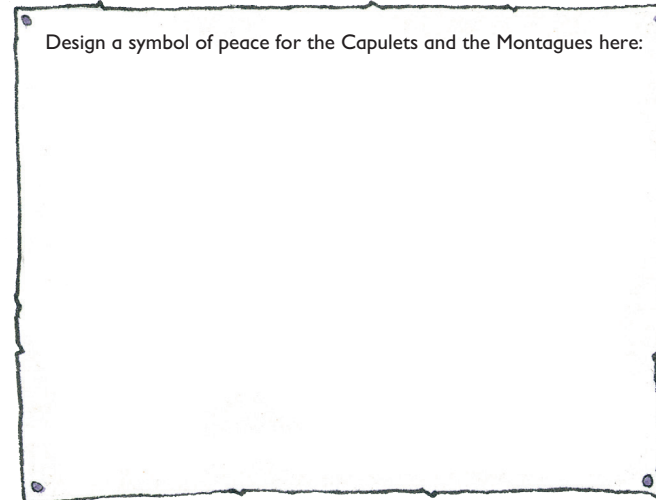 Design a symbol of peace for the Capulets and the Montagues here: